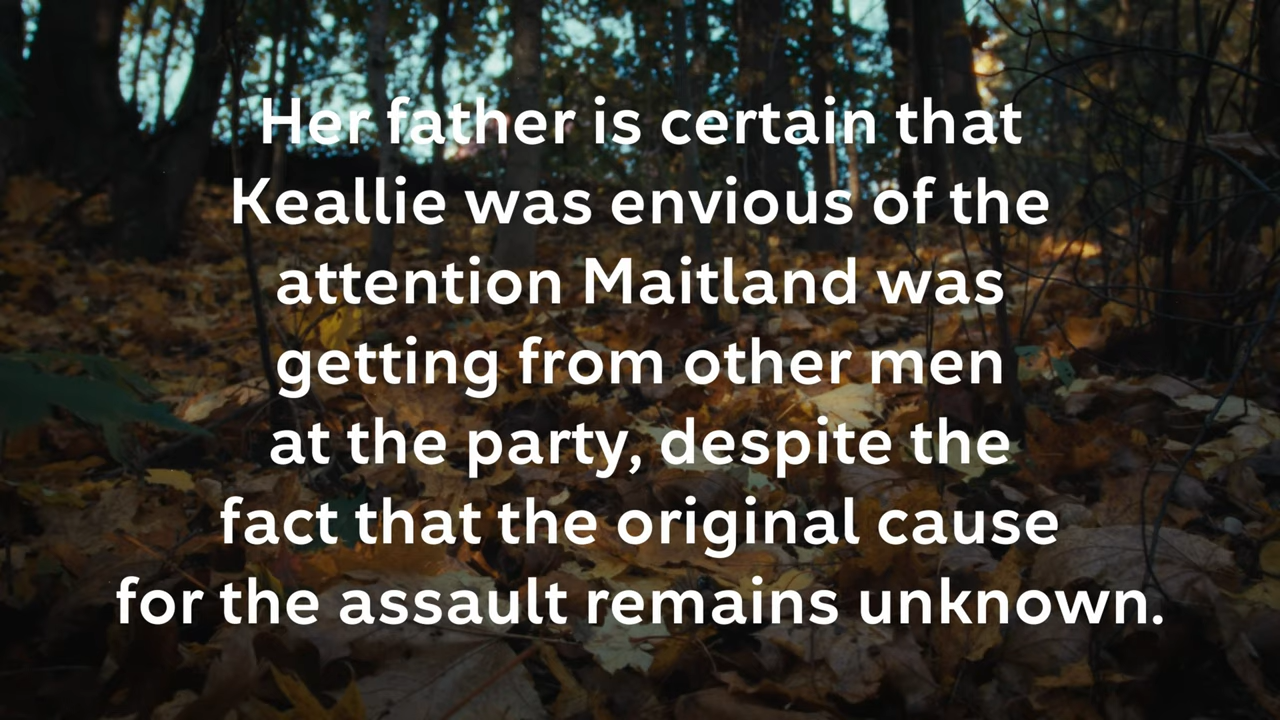 Her father is certain that
Keallie was envious of the
attention Maitland was
getting from other men
at the party, despite the
fact that the original cause
for the assault remains unknown.